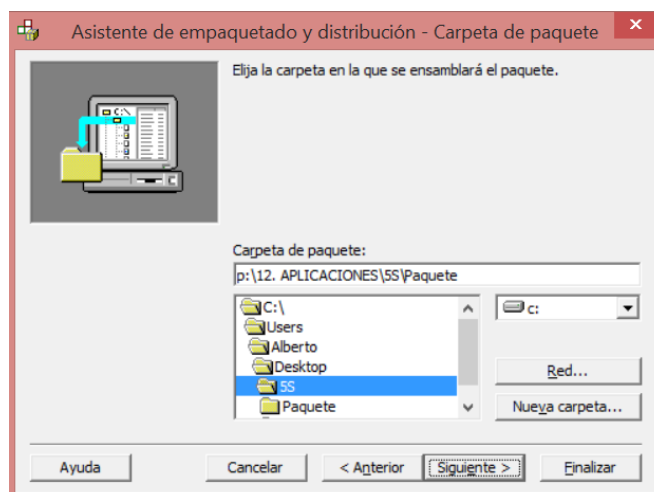 Asistente de empaquetado y distribución - Carpeta de paquete
Elija la carpeta en la que se ensamblará el paquete.
C:\
Carpeta de paquete:
p:\12. APLICACIONES\5S\Paquete
C:\
c:
Users
Alberto
Desktop
Red...
5S
Paquete
Nueva carpeta...
Ayuda
Cancelar
< Anterior
Siguiente >
Finalizar